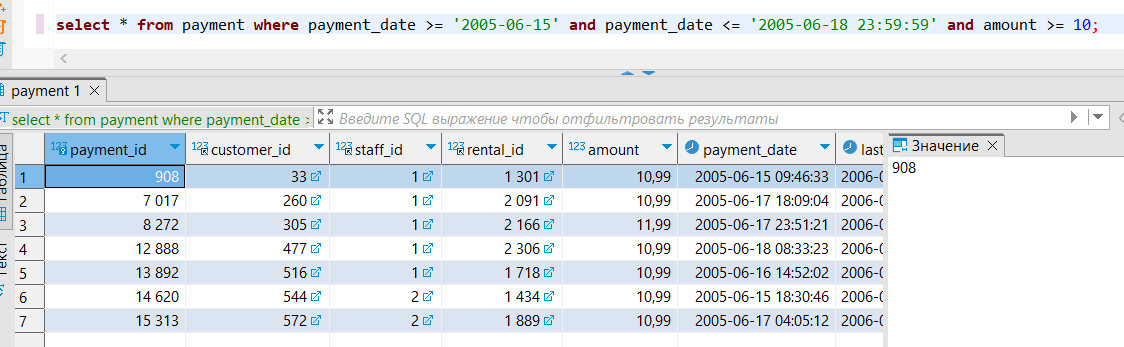 select * from payment where payment_date >= '2005-06-15' and payment_date <= '2005-06-18 23:59:59' and amount >= 10;
payment 1
select * from payment where payment_date > Введите SQL выражение чтобы отфильтровать результаты
Таблица
Текст
123 payment_id 123 customer_id 123 staff_id 123 rental_id 123 amount payment_date last
1 908 33 1 1 301 10,99 2005-06-15 09:46:33 2006-0
2 7 017 260 1 2 091 10,99 2005-06-17 18:09:04 2006-0
3 8 272 305 1 2 166 11,99 2005-06-17 23:51:21 2006-0
4 12 888 477 1 2 306 10,99 2005-06-18 08:33:23 2006-0
5 13 892 516 1 1 718 10,99 2005-06-16 14:52:02 2006-0
6 14 620 544 2 1 434 10,99 2005-06-15 18:30:46 2006-0
7 15 313 572 2 1 889 10,99 2005-06-17 04:05:12 2006-0
Значение
908